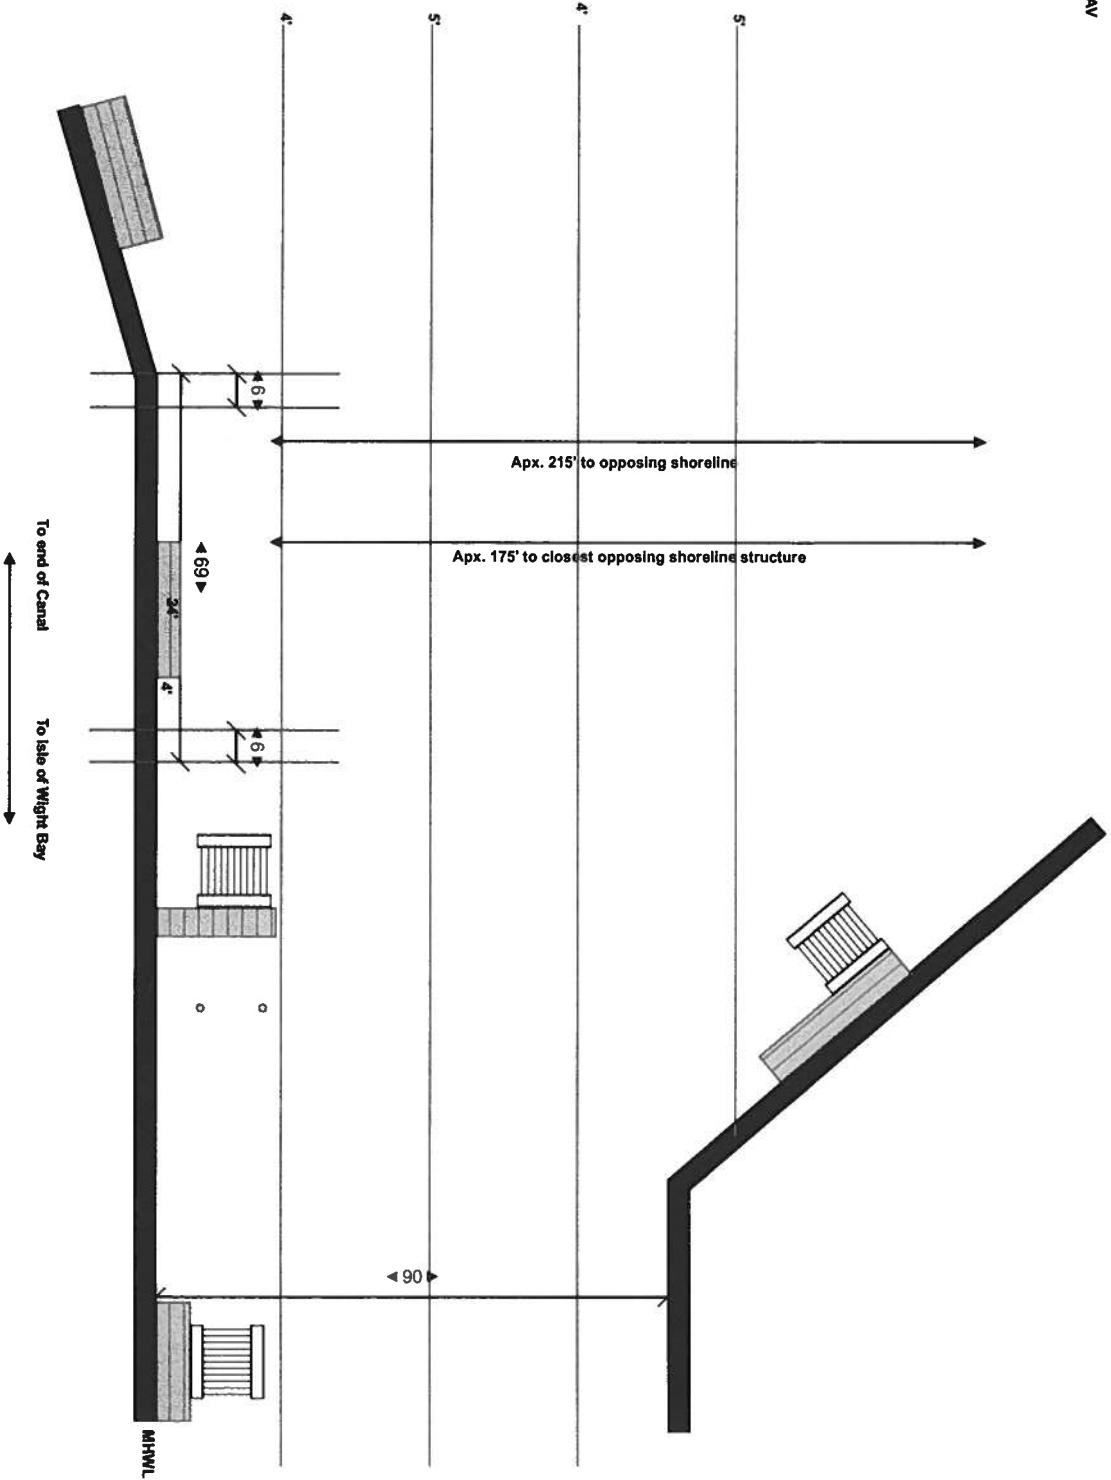 AV
4'
5'
4'
5'
6
Apx. 215' to opposing shoreline
Apx. 175' to closest opposing shoreline structure
69
24'
4'
6
To end of Canal
To Isle of Wight Bay
90
MHWL